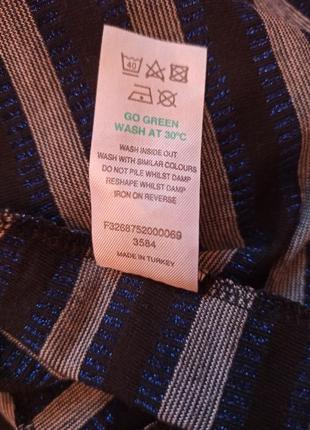 40
GO GREEN
WASH AT 30°C
WASH INSIDE OUT
WASH WITH SIMILAR COLOURS
DO NOT PILE WHILST DAMP
RESHAPE WHILST DAMP
IRON ON REVERSE
F3268752000069
3584
MADE IN TURKEY